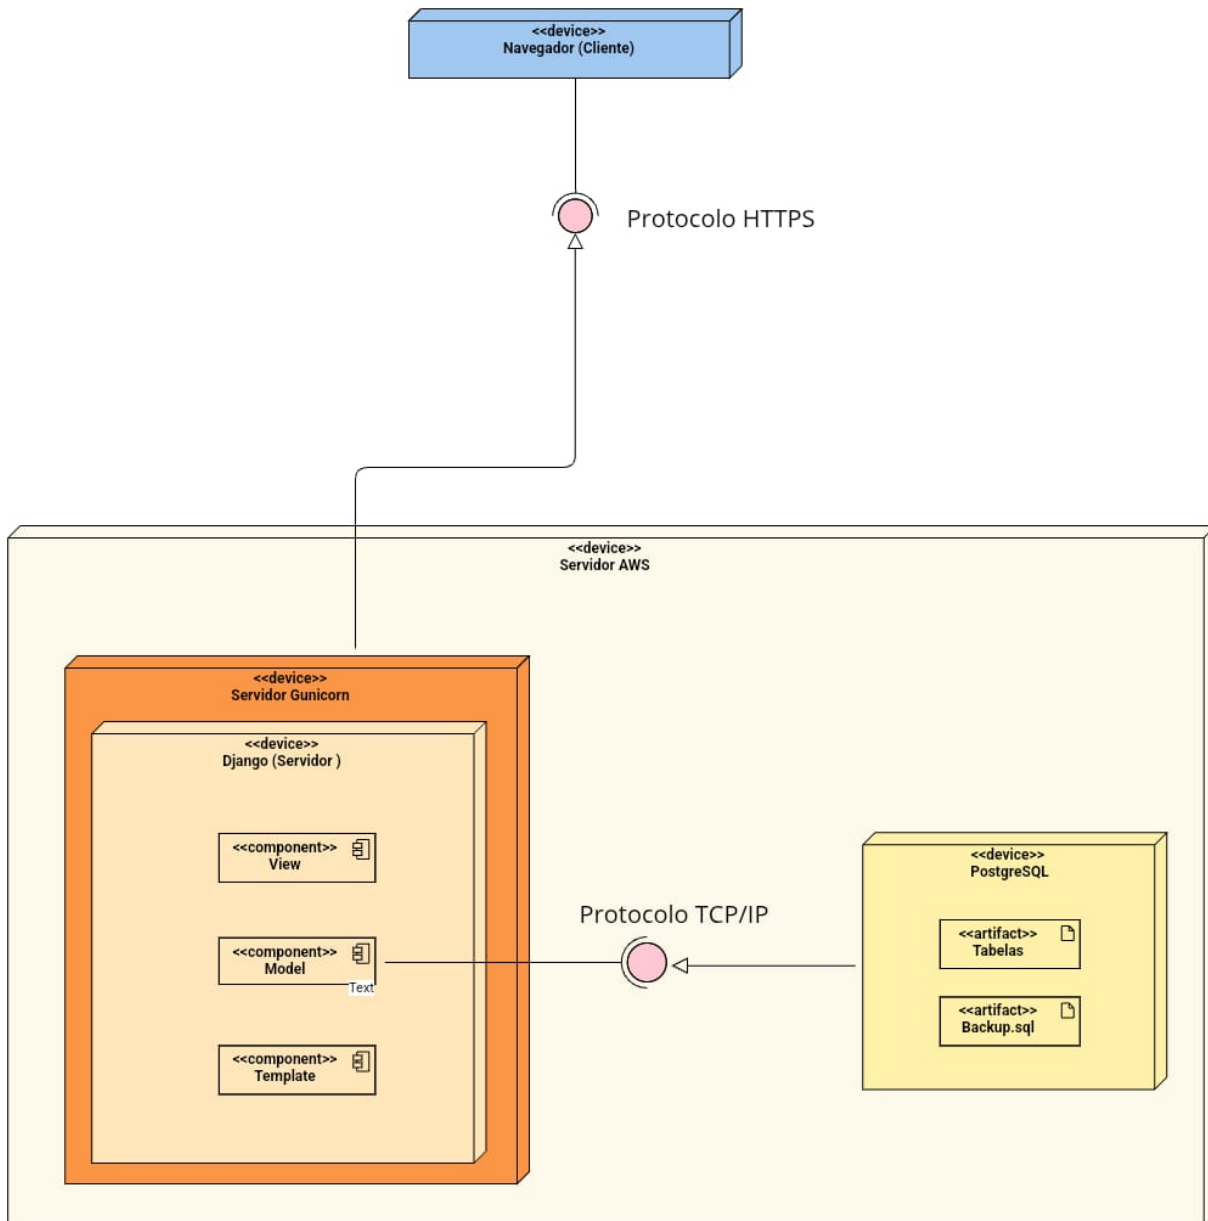 <<device>>
Navegador (Cliente)
Protocolo HTTPS
<<device>>
Servidor AWS
<<device>>
Servidor Gunicorn
<<device>>
Django (Servidor )
<<component>>
View
<<component>>
Model
Text
<<component>>
Template
Protocolo TCP/IP
<<device>>
PostgreSQL
<<artifact>>
Tabelas
<<artifact>>
Backup.sql